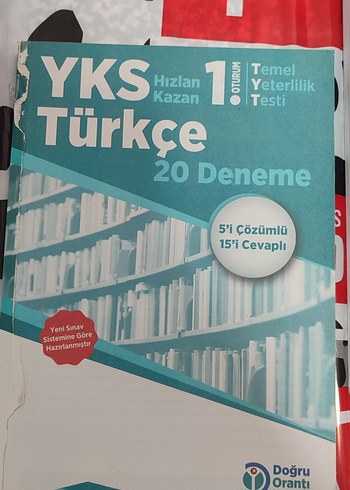 YKS
Hızlan
Kazan
1.
OTURUM
Temel
Yeterlilik
Testi
Türkçe
20 Deneme
5'i Çözümlü
15'i Cevaplı
Yeni Sınav
Sistemine Göre
Hazırlanmıştır
Doğru
Orantı